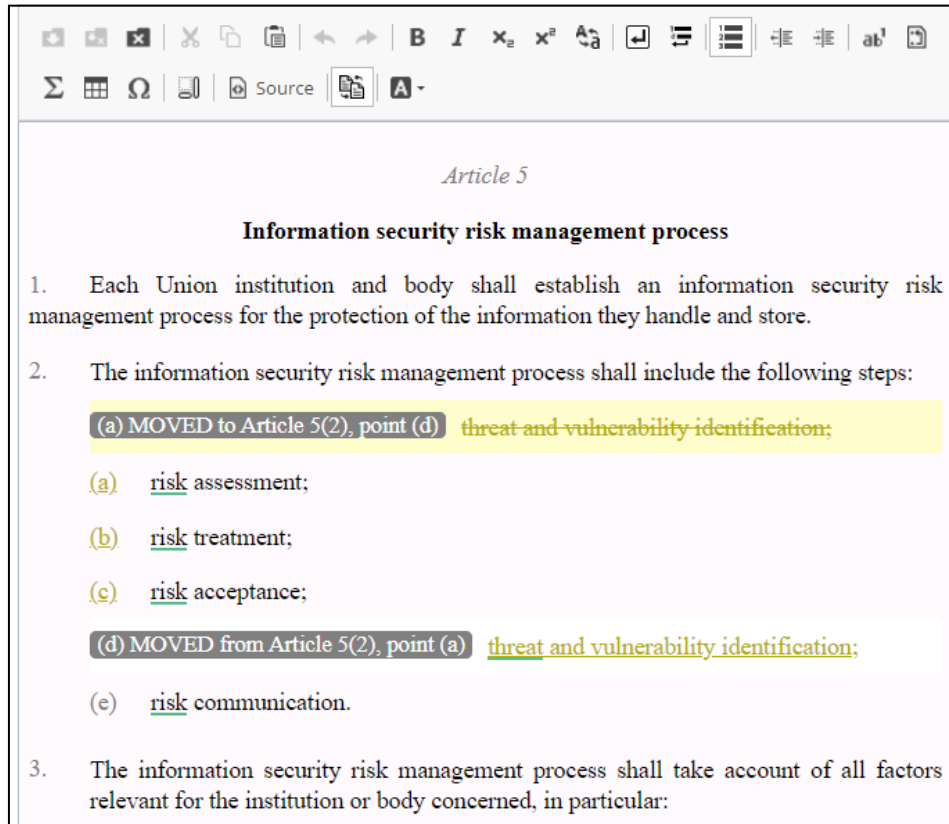 B I x₂ x² ab¹
Σ Ω Source A
Article 5
Information security risk management process
1. Each Union institution and body shall establish an information security risk
management process for the protection of the information they handle and store.
2. The information security risk management process shall include the following steps:
(a) MOVED to Article 5(2), point (d) threat and vulnerability identification;
(a) risk assessment;
(b) risk treatment;
(c) risk acceptance;
(d) MOVED from Article 5(2), point (a) threat and vulnerability identification;
(e) risk communication.
3. The information security risk management process shall take account of all factors
relevant for the institution or body concerned, in particular: